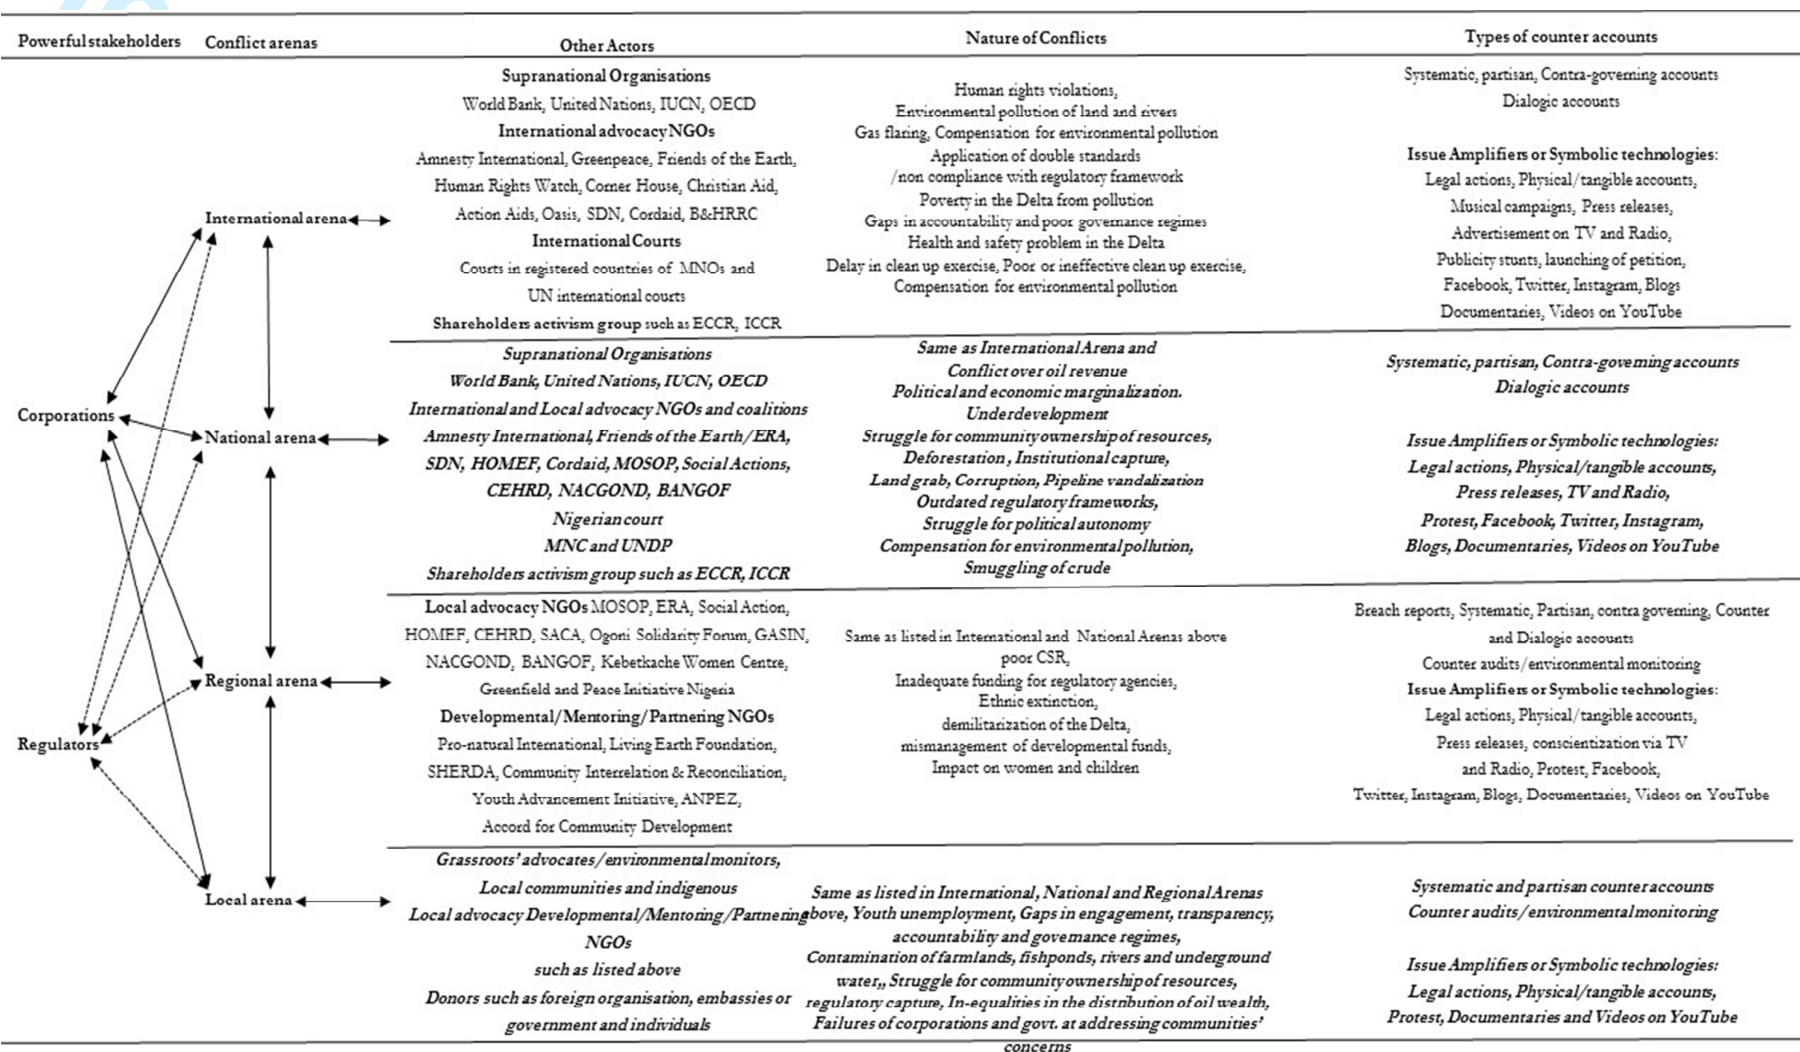 Powerful stakeholders
Conflict arenas
Other Actors
Nature of Conflicts
Types of counter accounts
International arena
Corporations
National arena
Regional arena
Regulators
Local arena
Supranational Organisations
World Bank, United Nations, IUCN, OECD
International advocacy NGOs
Amnesty International, Greenpeace, Friends of the Earth,
Human Rights Watch, Corner House, Christian Aid,
Action Aids, Oasis, SDN, Cordaid, B&HRRC
International Courts
Courts in registered countries of MNOs and
UN international courts
Shareholders activism group such as ECCR, ICCR
Human rights violations,
Environmental pollution of land and rivers
Gas flaring, Compensation for environmental pollution
Application of double standards
/non compliance with regulatory framework
Poverty in the Delta from pollution
Gaps in accountability and poor governance regimes
Health and safety problem in the Delta
Delay in clean up exercise, Poor or ineffective clean up exercise,
Compensation for environmental pollution
Systematic, partisan, Contra-governing accounts
Dialogic accounts
Issue Amplifiers or Symbolic technologies:
Legal actions, Physical/tangible accounts,
Musical campaigns, Press releases,
Advertisement on TV and Radio,
Publicity stunts, launching of petition,
Facebook, Twitter, Instagram, Blogs
Documentaries, Videos on YouTube
Supranational Organisations
World Bank, United Nations, IUCN, OECD
International and Local advocacy NGOs and coalitions
Amnesty International, Friends of the Earth/ERA,
SDN, HOMEF, Cordaid, MOSOP, Social Actions,
CEHRD, NACGOND, BANGOF
Nigerian court
MNC and UNDP
Shareholders activism group such as ECCR, ICCR
Same as International Arena and
Conflict over oil revenue
Political and economic marginalization.
Underdevelopment
Struggle for community ownership of resources,
Deforestation, Institutional capture,
Land grab, Corruption, Pipeline vandalization
Outdated regulatory frameworks,
Struggle for political autonomy
Compensation for environmental pollution,
Smuggling of crude
Systematic, partisan, Contra-governing accounts
Dialogic accounts
Issue Amplifiers or Symbolic technologies:
Legal actions, Physical/tangible accounts,
Press releases, TV and Radio,
Protest, Facebook, Twitter, Instagram,
Blogs, Documentaries, Videos on YouTube
Local advocacy NGOs MOSOP, ERA, Social Action,
HOMEF, CEHRD, SACA, Ogoni Solidarity Forum, GASIN,
NACGOND, BANGOF, Kebetkache Women Centre,
Greenfield and Peace Initiative Nigeria
Developmental/Mentoring/Partnering NGOs
Pro-natural International, Living Earth Foundation,
SHERDA, Community Interrelation & Reconciliation,
Youth Advancement Initiative, ANPEZ,
Accord for Community Development
Same as listed in International and National Arenas above
poor CSR,
Inadequate funding for regulatory agencies,
Ethnic extinction,
demilitarization of the Delta,
mismanagement of developmental funds,
Impact on women and children
Breach reports, Systematic, Partisan, contra governing, Counter
and Dialogic accounts
Counter audits/environmental monitoring
Issue Amplifiers or Symbolic technologies:
Legal actions, Physical/tangible accounts,
Press releases, conscientization via TV
and Radio, Protest, Facebook,
Twitter, Instagram, Blogs, Documentaries, Videos on YouTube
Grassroots' advocates/environmental monitors,
Local communities and indigenous
Local advocacy Developmental/Mentoring/Partnering
NGOs
such as listed above
Donors such as foreign organisation, embassies or
government and individuals
Same as listed in International, National and Regional Arenas
above, Youth unemployment, Gaps in engagement, transparency,
accountability and governance regimes,
Contamination of farmlands, fishponds, rivers and underground
water,, Struggle for community ownership of resources,
regulatory capture, In-equalities in the distribution of oil wealth,
Failures of corporations and govt. at addressing communities'
concerns
Systematic and partisan counter accounts
Counter audits/environmental monitoring
Issue Amplifiers or Symbolic technologies:
Legal actions, Physical/tangible accounts,
Protest, Documentaries and Videos on YouTube